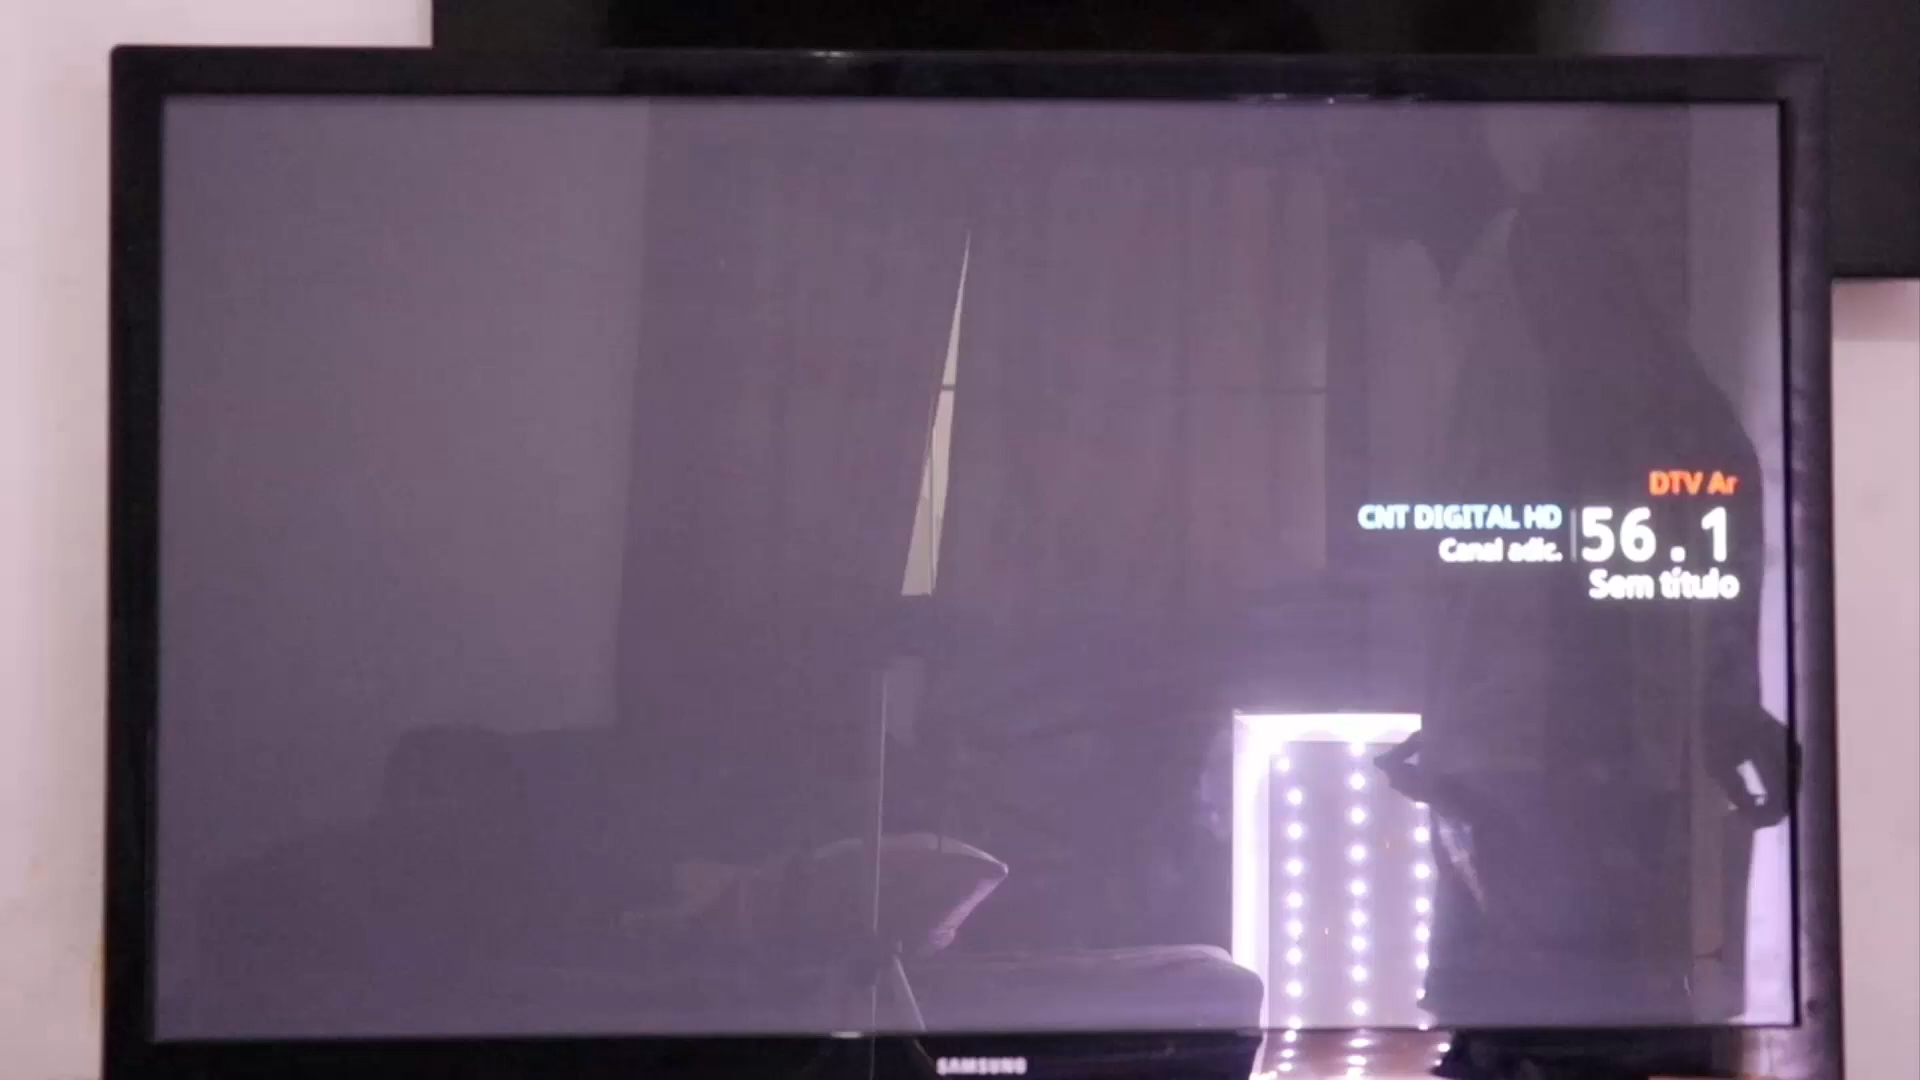 DTV Ar
CNT DIGITAL HD
56.1
Canal adic.
Sem título
SAMSUNG